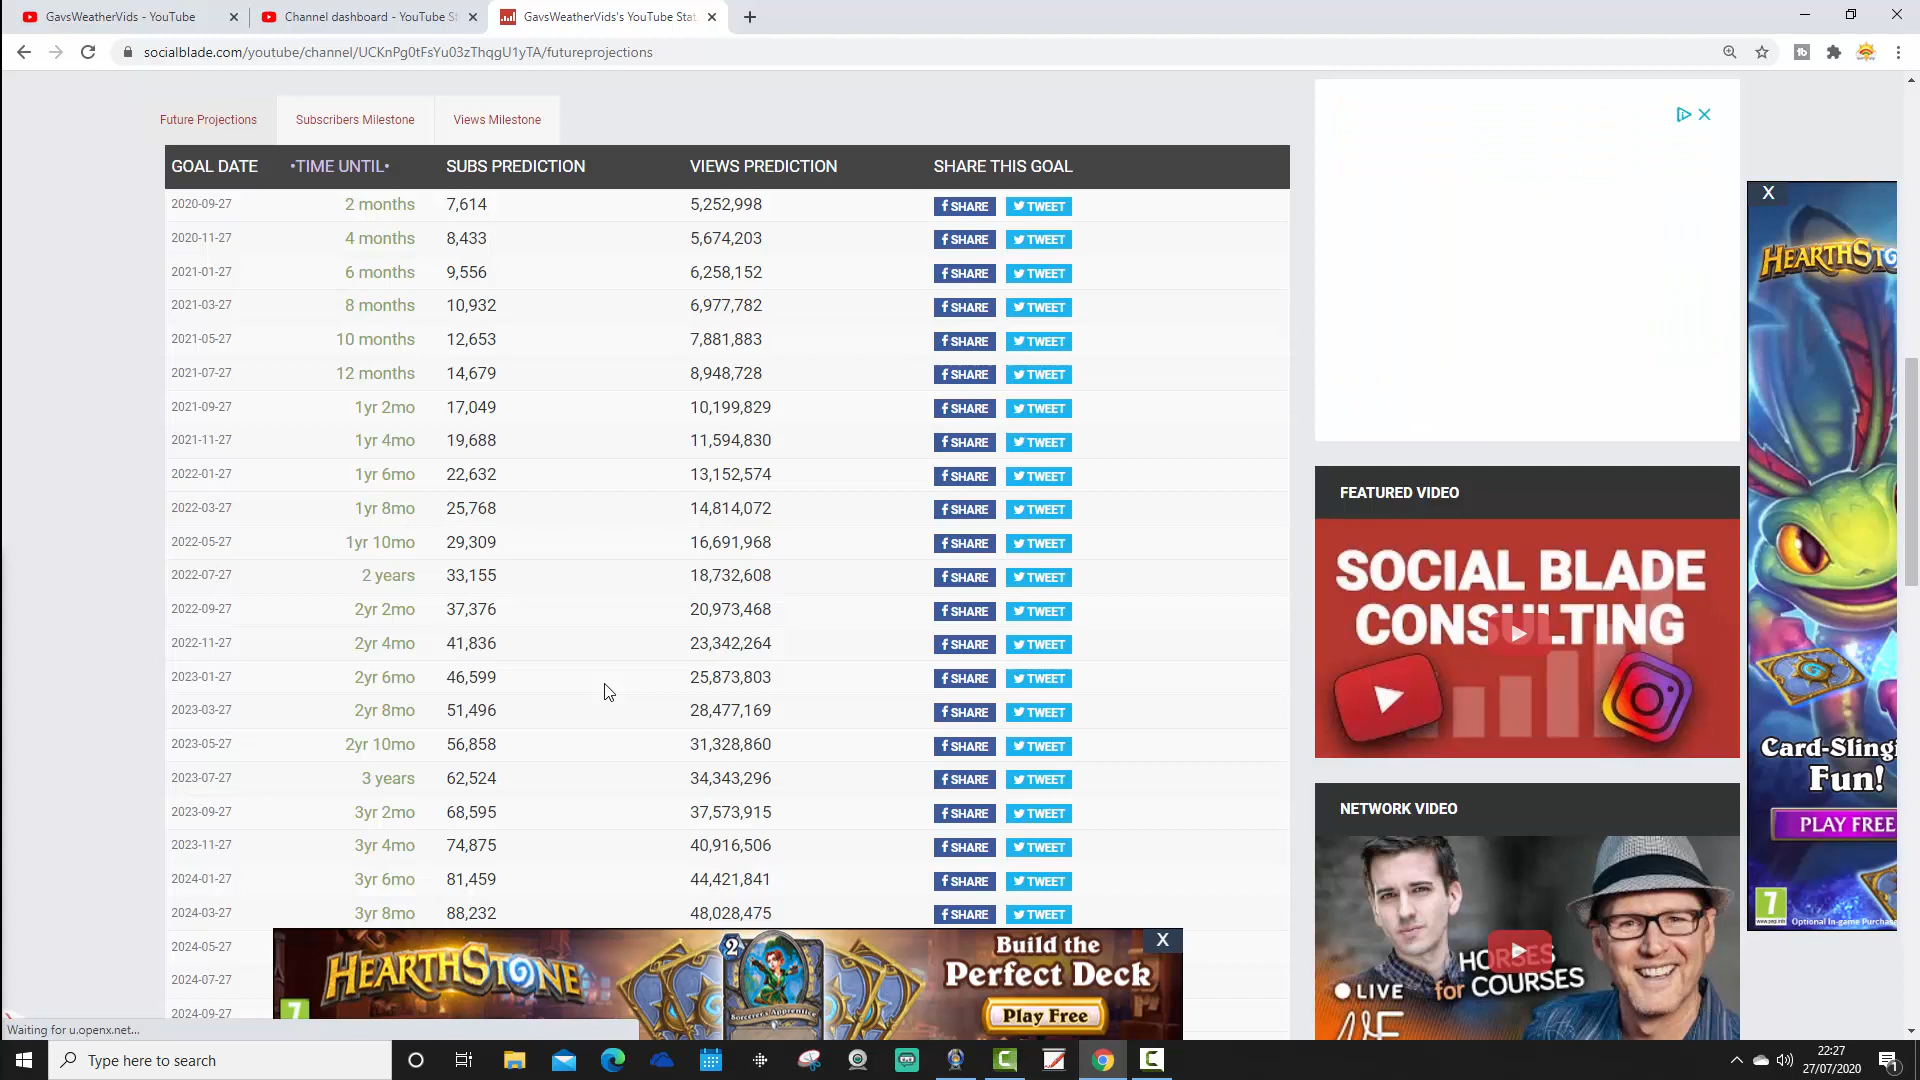 GavsWeatherVids - YouTube
Channel dashboard - YouTube St
GavsWeatherVids's YouTube Stat
socialblade.com/youtube/channel/UCKnPg0tFsYu03zThqgU1yTA/futureprojections
Future Projections
Subscribers Milestone
Views Milestone
GOAL DATE •TIME UNTIL• SUBS PREDICTION VIEWS PREDICTION SHARE THIS GOAL
2020-09-27 2 months 7,614 5,252,998 SHARE TWEET
2020-11-27 4 months 8,433 5,674,203 SHARE TWEET
2021-01-27 6 months 9,556 6,258,152 SHARE TWEET
2021-03-27 8 months 10,932 6,977,782 SHARE TWEET
2021-05-27 10 months 12,653 7,881,883 SHARE TWEET
2021-07-27 12 months 14,679 8,948,728 SHARE TWEET
2021-09-27 1yr 2mo 17,049 10,199,829 SHARE TWEET
2021-11-27 1yr 4mo 19,688 11,594,830 SHARE TWEET
2022-01-27 1yr 6mo 22,632 13,152,574 SHARE TWEET
2022-03-27 1yr 8mo 25,768 14,814,072 SHARE TWEET
2022-05-27 1yr 10mo 29,309 16,691,968 SHARE TWEET
2022-07-27 2 years 33,155 18,732,608 SHARE TWEET
2022-09-27 2yr 2mo 37,376 20,973,468 SHARE TWEET
2022-11-27 2yr 4mo 41,836 23,342,264 SHARE TWEET
2023-01-27 2yr 6mo 46,599 25,873,803 SHARE TWEET
2023-03-27 2yr 8mo 51,496 28,477,169 SHARE TWEET
2023-05-27 2yr 10mo 56,858 31,328,860 SHARE TWEET
2023-07-27 3 years 62,524 34,343,296 SHARE TWEET
2023-09-27 3yr 2mo 68,595 37,573,915 SHARE TWEET
2023-11-27 3yr 4mo 74,875 40,916,506 SHARE TWEET
2024-01-27 3yr 6mo 81,459 44,421,841 SHARE TWEET
2024-03-27 3yr 8mo 88,232 48,028,475 SHARE TWEET
2024-05-27
2024-07-27
2024-09-27
X
HEARTHSTONE
2
Sorcerer's Apprentice
Build the
Perfect Deck
Play Free
7
FEATURED VIDEO
SOCIAL BLADE
CONSULTING
NETWORK VIDEO
HORSES
for COURSES
LIVE
X
HEARTHSTO
Card-Slingi
Fun!
PLAY FREE
7
Optional In-game Purchas
Waiting for u.openx.net...
Type here to search
22:27
27/07/2020
1